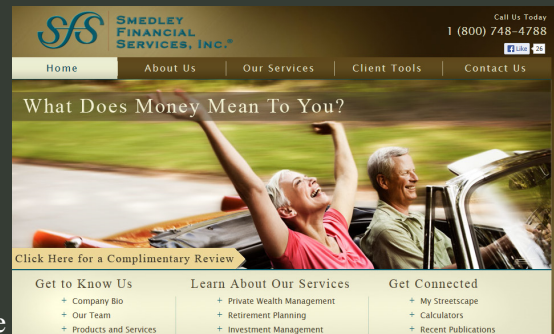 sfs
SMEDLEY
FINANCIAL
SERVICES, INC.®
Call Us Today
1 (800) 748-4788
Like 26
Home About Us Our Services Client Tools Contact Us
What Does Money Mean To You?
Click Here for a Complimentary Review
Get to Know Us
+ Company Bio
+ Our Team
+ Products and Services
Learn About Our Services
+ Private Wealth Management
+ Retirement Planning
+ Investment Management
Get Connected
+ My Streetscape
+ Calculators
+ Recent Publications
e